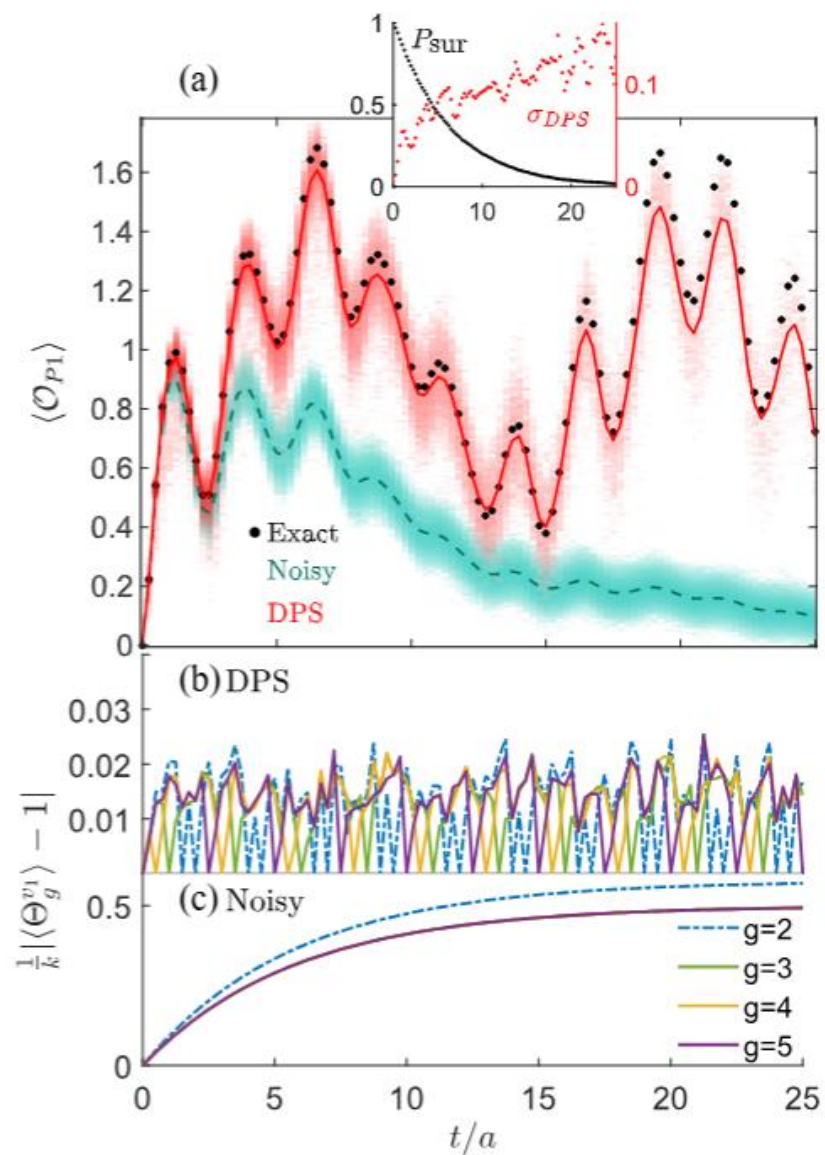 (a)
1
0.5
0
P_sur
σ_DPS
0.1
0
0
10
20
1.6
1.4
1.2
1
0.8
0.6
0.4
0.2
0
⟨𝒪_{P1}⟩
Exact
Noisy
DPS
(b) DPS
0.03
0.02
0.01
(c) Noisy
0.5
0
1/k |⟨Θ_g^{v1}⟩ − 1|
g=2
g=3
g=4
g=5
0
5
10
15
20
25
t/a